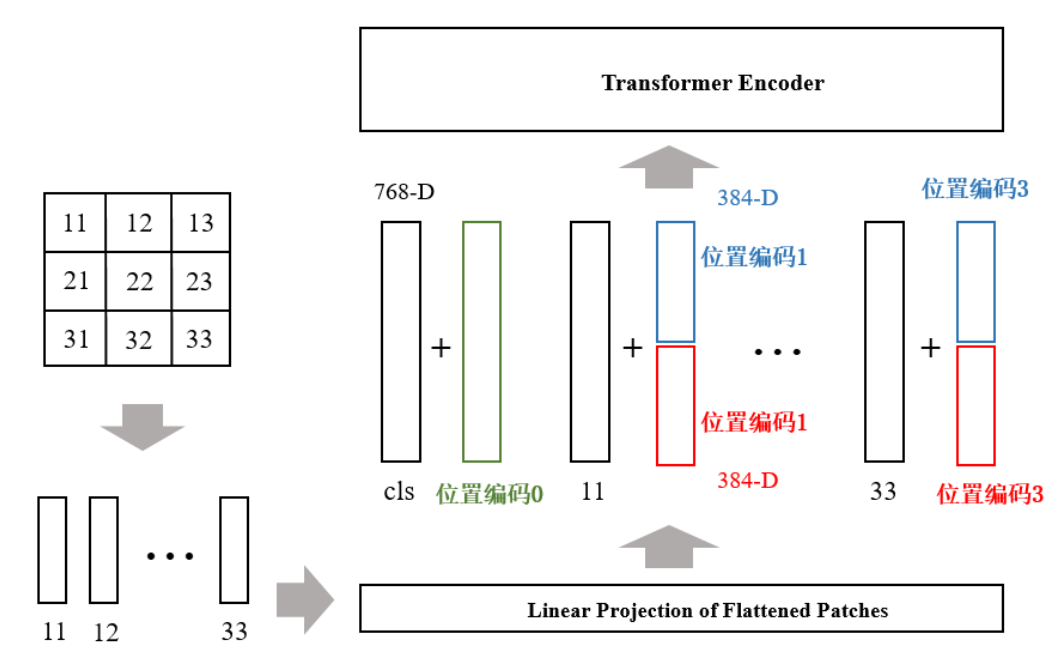 Transformer Encoder
768-D
384-D
位置编码3
11 12 13
21 22 23
31 32 33
位置编码1
+ + ... +
位置编码1
384-D
cls
位置编码0
11
33
位置编码3
...
11 12 33
Linear Projection of Flattened Patches